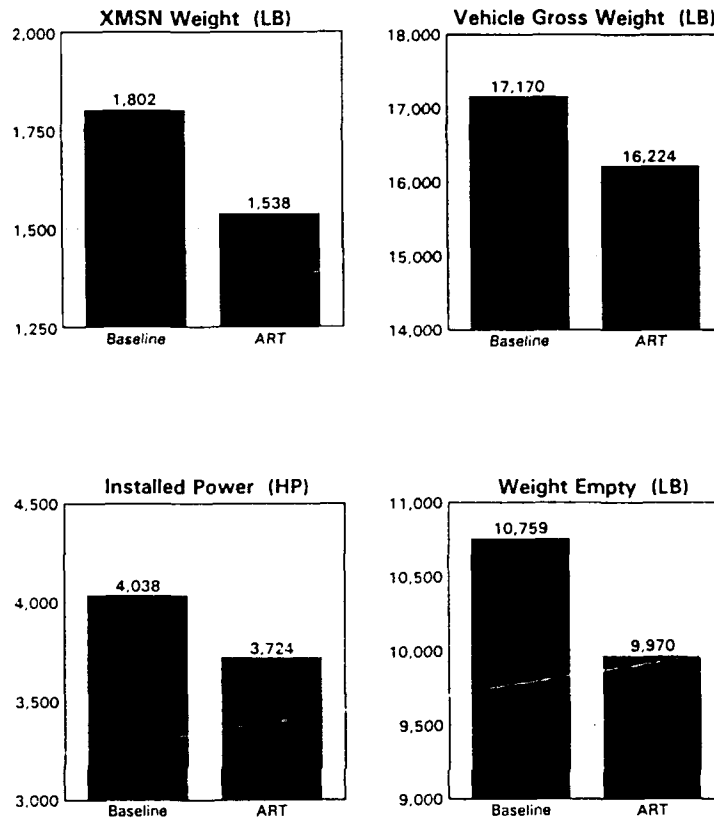 XMSN Weight (LB)
2,000
1,750
1,500
1,250
1,802
1,538
Baseline
ART
Vehicle Gross Weight (LB)
18,000
17,000
16,000
15,000
14,000
17,170
16,224
Baseline
ART
Installed Power (HP)
4,500
4,000
3,500
3,000
4,038
3,724
Baseline
ART
Weight Empty (LB)
11,000
10,500
10,000
9,500
9,000
10,759
9,970
Baseline
ART